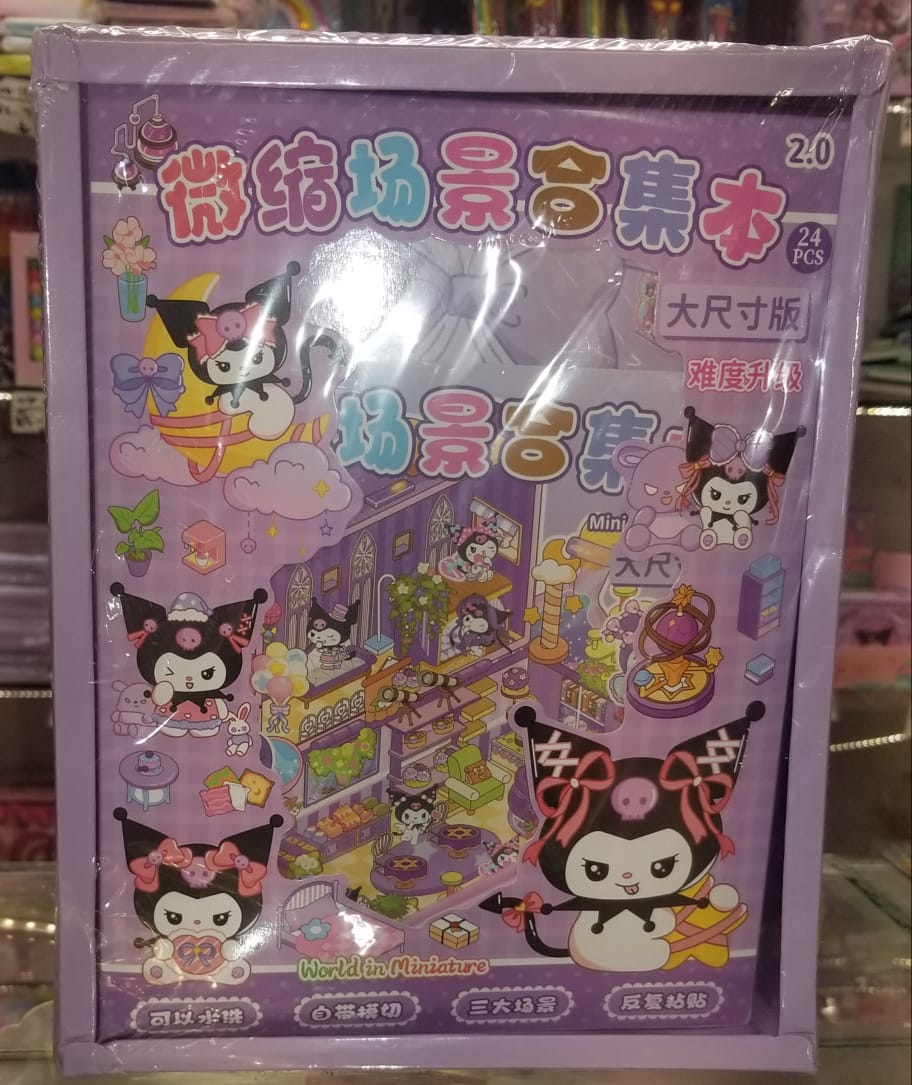 2.0
微缩场景合集本
24
PCS
大尺寸版
难度升级
场景合集
Mini
大尺寸
World in Miniature
可以水洗
自带模切
三大场景
反复粘贴